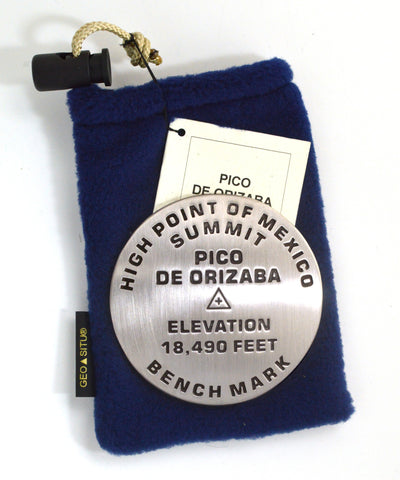 PICO
DE ORIZABA
HIGH POINT OF MEXICO
SUMMIT
PICO
DE ORIZABA
ELEVATION
18,490 FEET
BENCH MARK
GEO▲SITU®